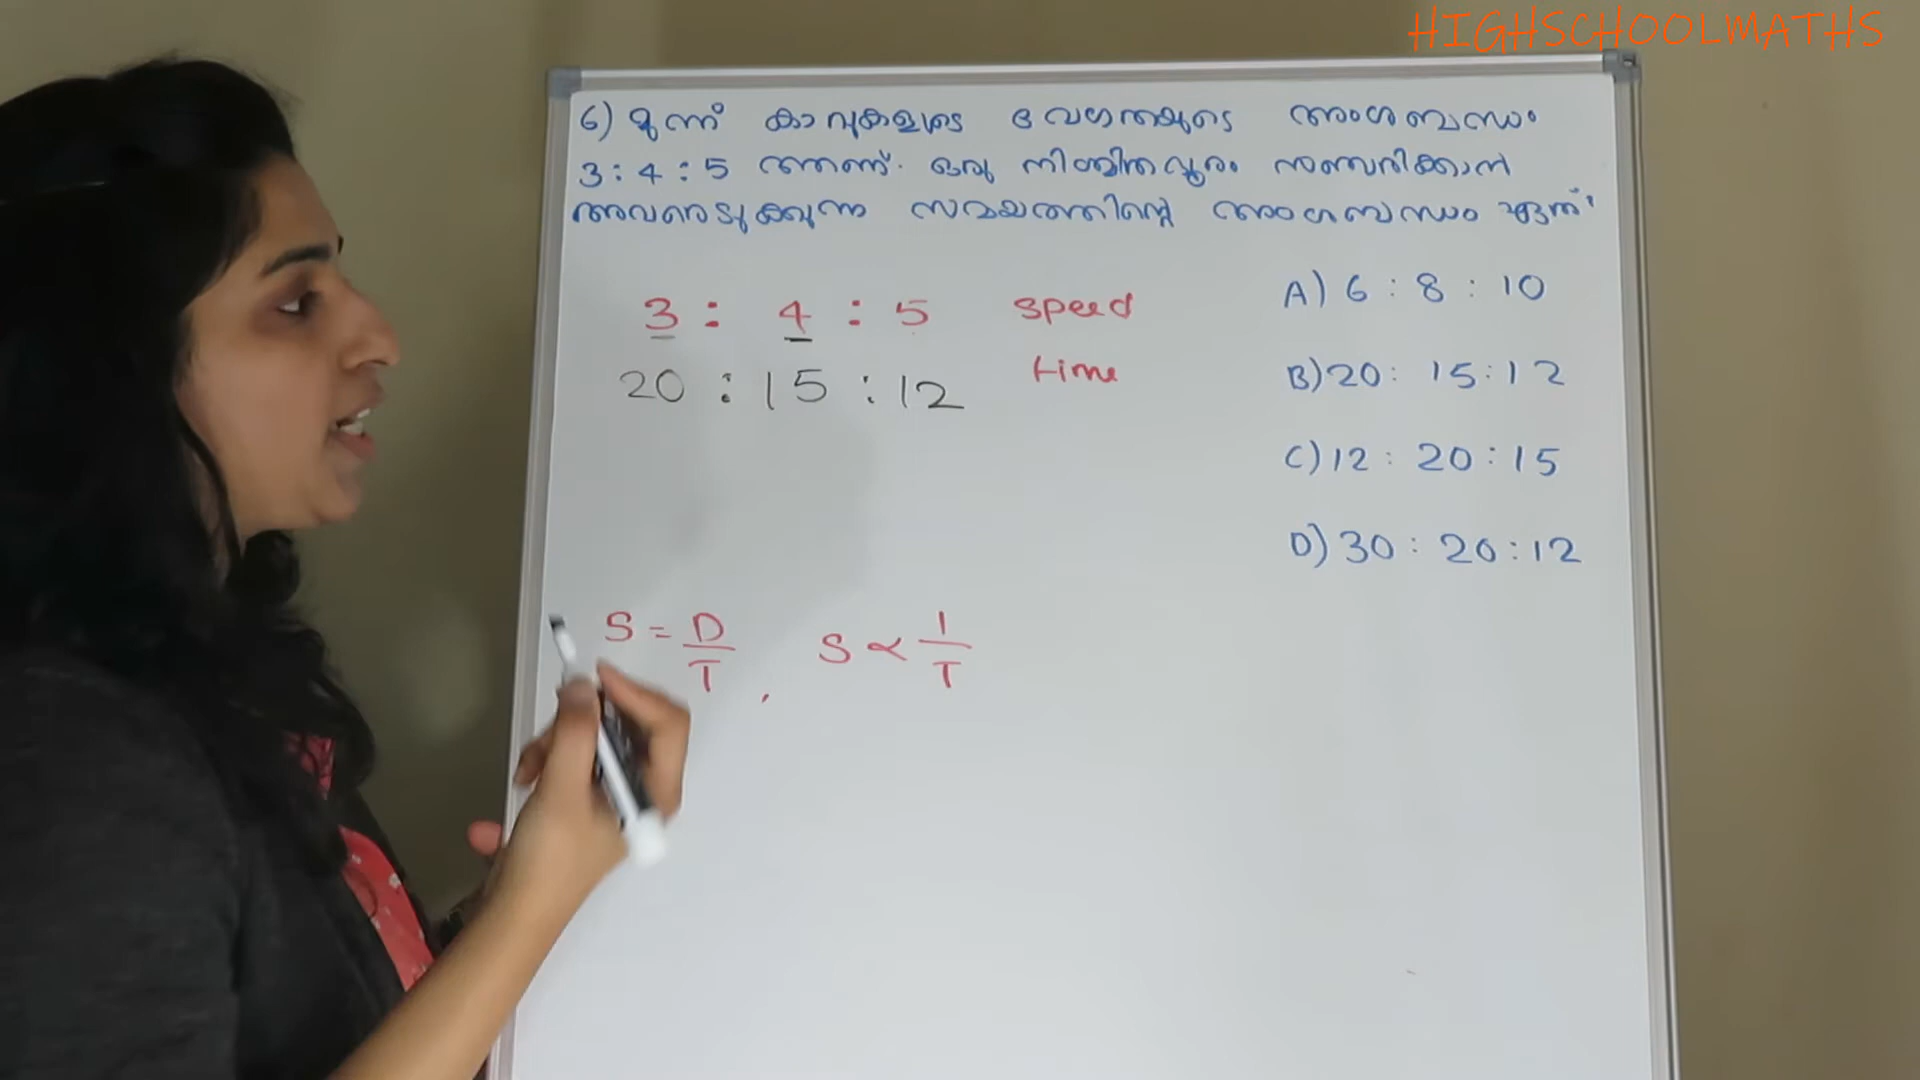 HIGHSCHOOLMATHS
6) മൂന്ന് കാറുകളുടെ വേഗതയുടെ അംശബന്ധം
3 : 4 : 5 ആണ്. ഒരു നിശ്ചിതദൂരം സഞ്ചരിക്കാൻ
അവരെടുക്കുന്ന സമയത്തിന്റെ അംശബന്ധം ഏത്?
3 : 4 : 5 speed
20 : 15 : 12 time
A) 6 : 8 : 10
B) 20 : 15 : 12
C) 12 : 20 : 15
D) 30 : 20 : 12
S = D/T , S ∝ 1/T